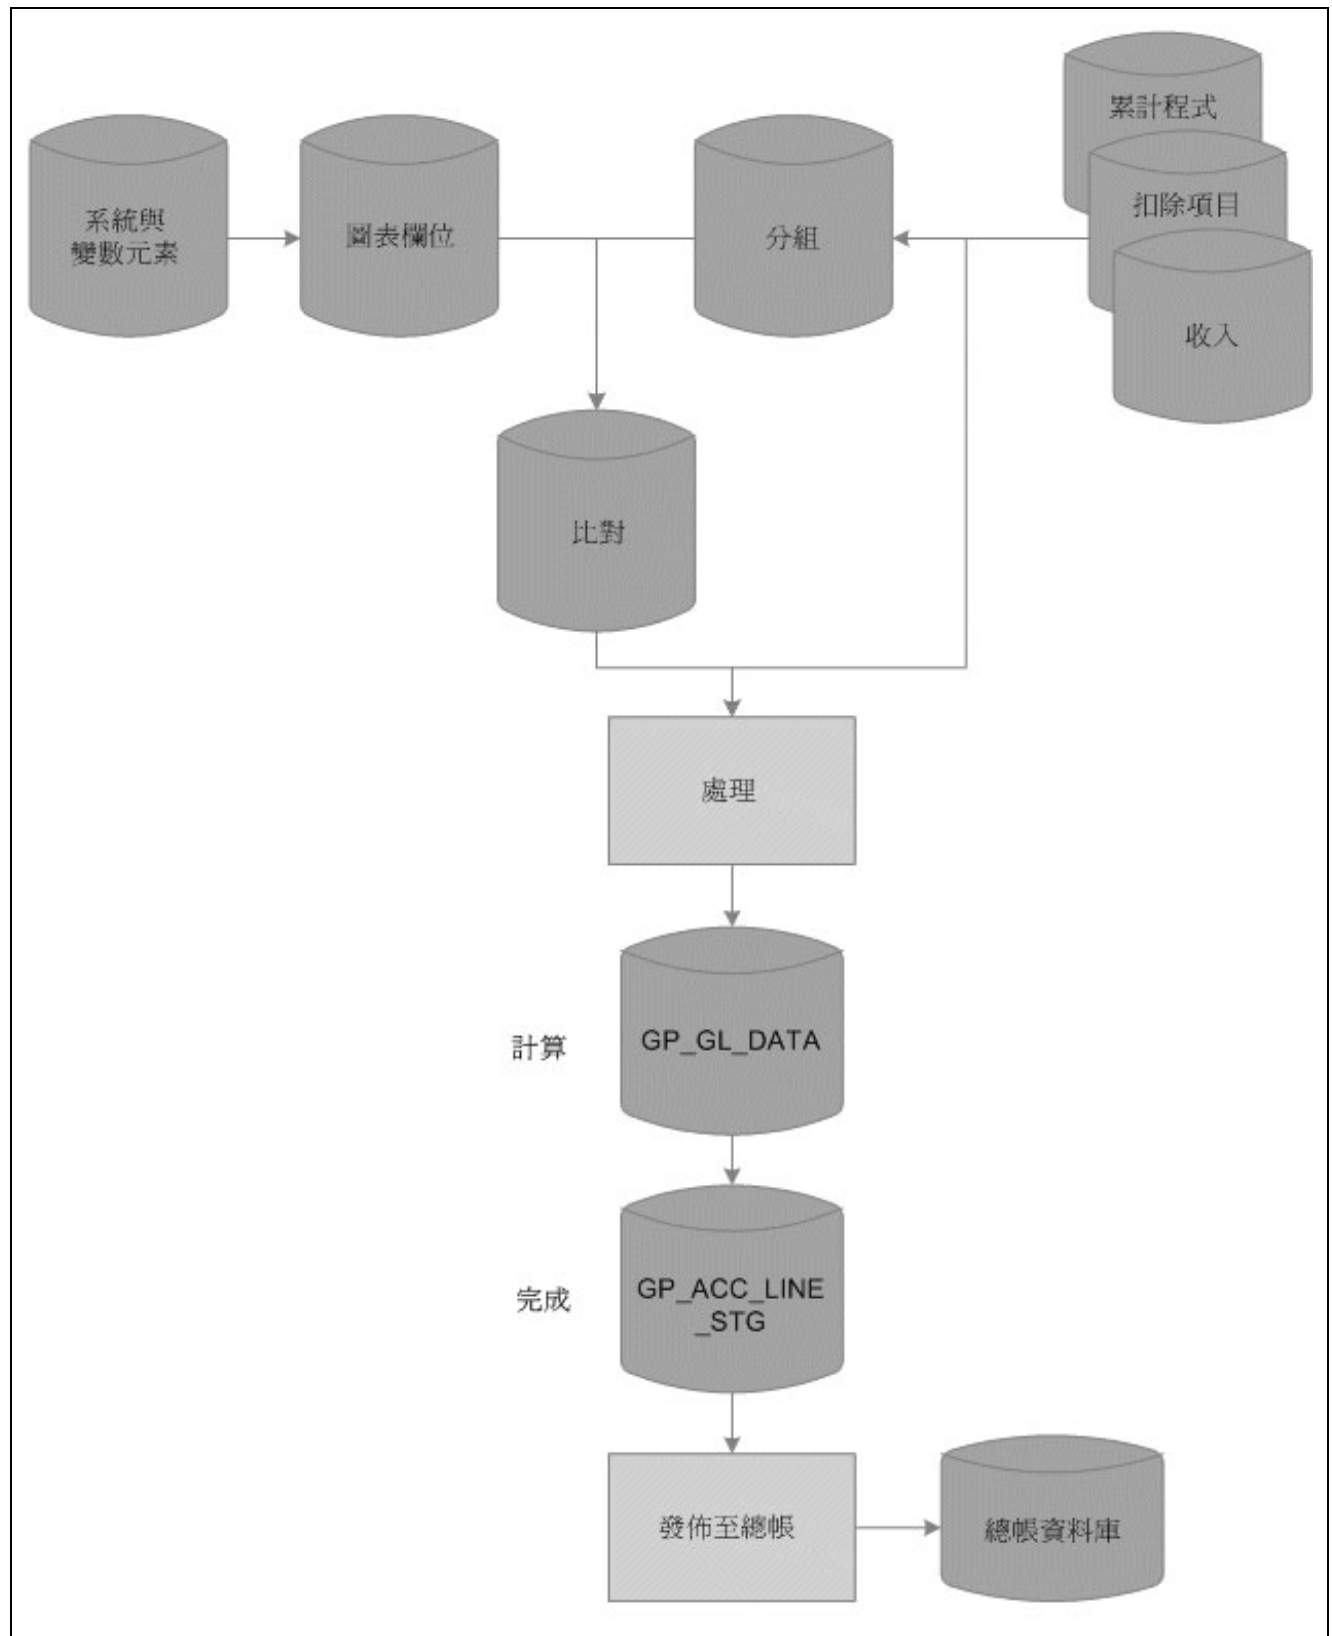 累計程式
系統與
變數元素
圖表欄位
分組
扣除項目
收入
比對
處理
計算
GP_GL_DATA
完成
GP_ACC_LINE
_STG
發佈至總帳
總帳資料庫